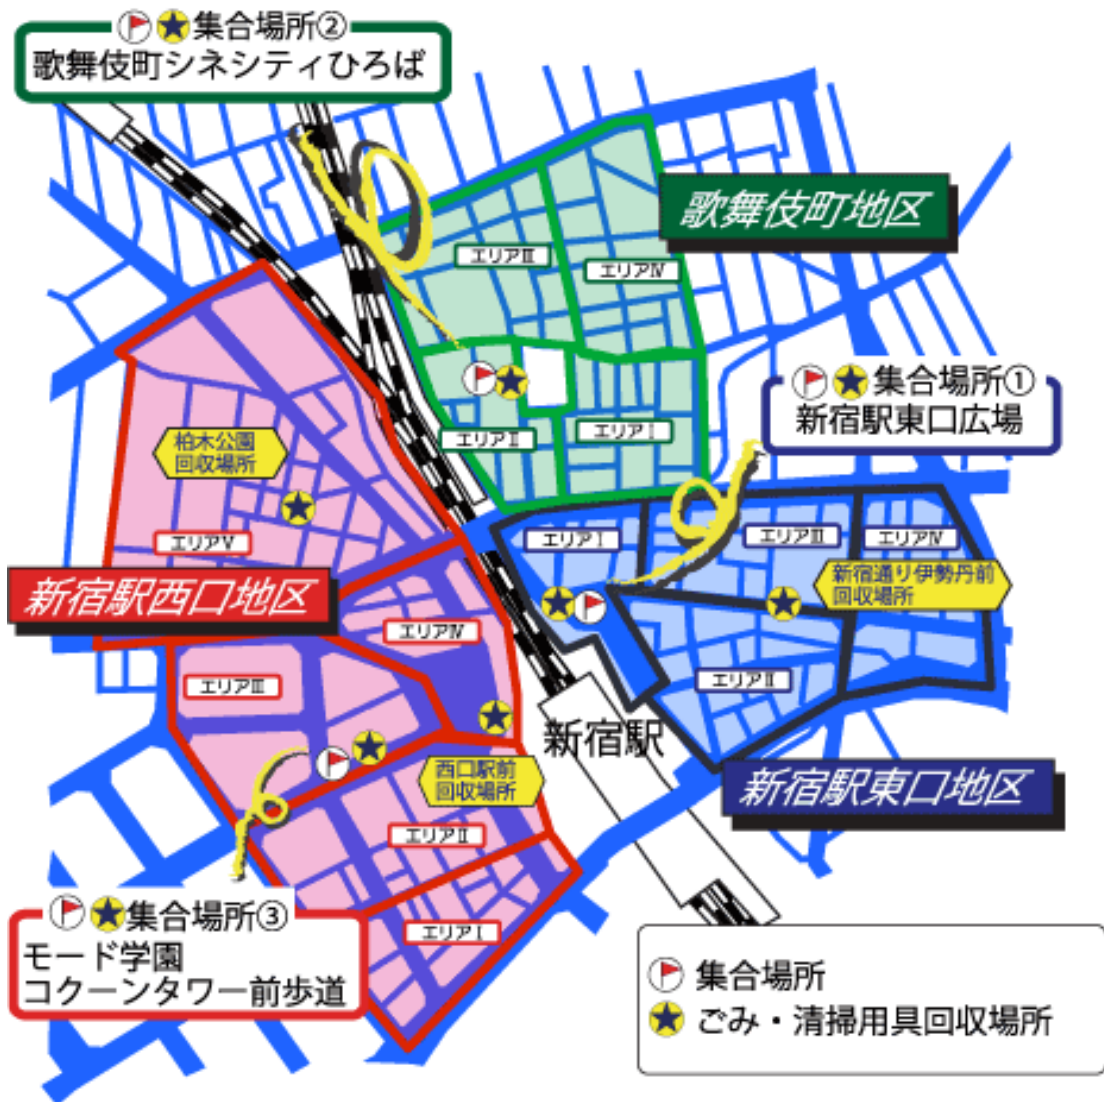 集合場所②
歌舞伎町シネシティひろば
歌舞伎町地区
エリアⅢ
エリアⅣ
集合場所①
新宿駅東口広場
エリアⅡ
エリアⅠ
柏木公園
回収場所
エリアⅤ
エリアⅠ
エリアⅢ
エリアⅣ
新宿通り伊勢丹前
回収場所
新宿駅西口地区
エリアⅣ
エリアⅢ
エリアⅡ
新宿駅
西口駅前
回収場所
新宿駅東口地区
エリアⅡ
エリアⅠ
集合場所③
モード学園
コクーンタワー前歩道
集合場所
ごみ・清掃用具回収場所